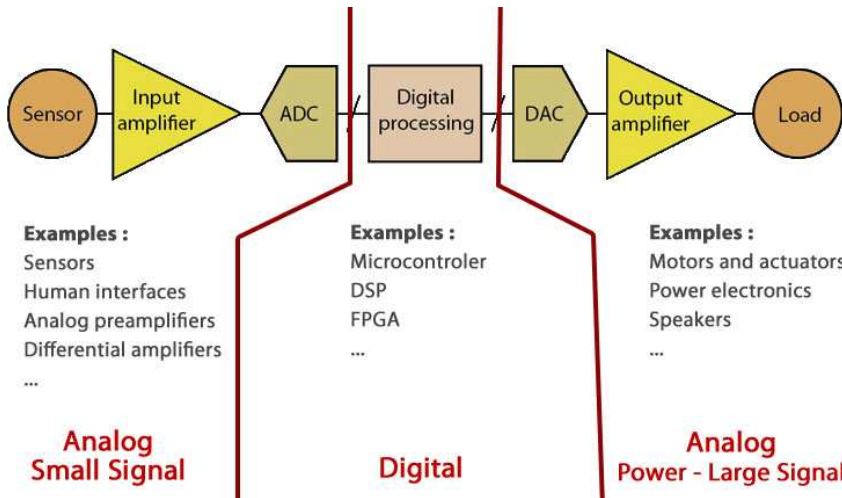 Sensor
Input
amplifier
ADC
Digital
processing
DAC
Output
amplifier
Load
Examples :
Sensors
Human interfaces
Analog preamplifiers
Differential amplifiers
...
Examples :
Microcontroler
DSP
FPGA
...
Examples :
Motors and actuators
Power electronics
Speakers
...
Analog
Small Signal
Digital
Analog
Power - Large Signal